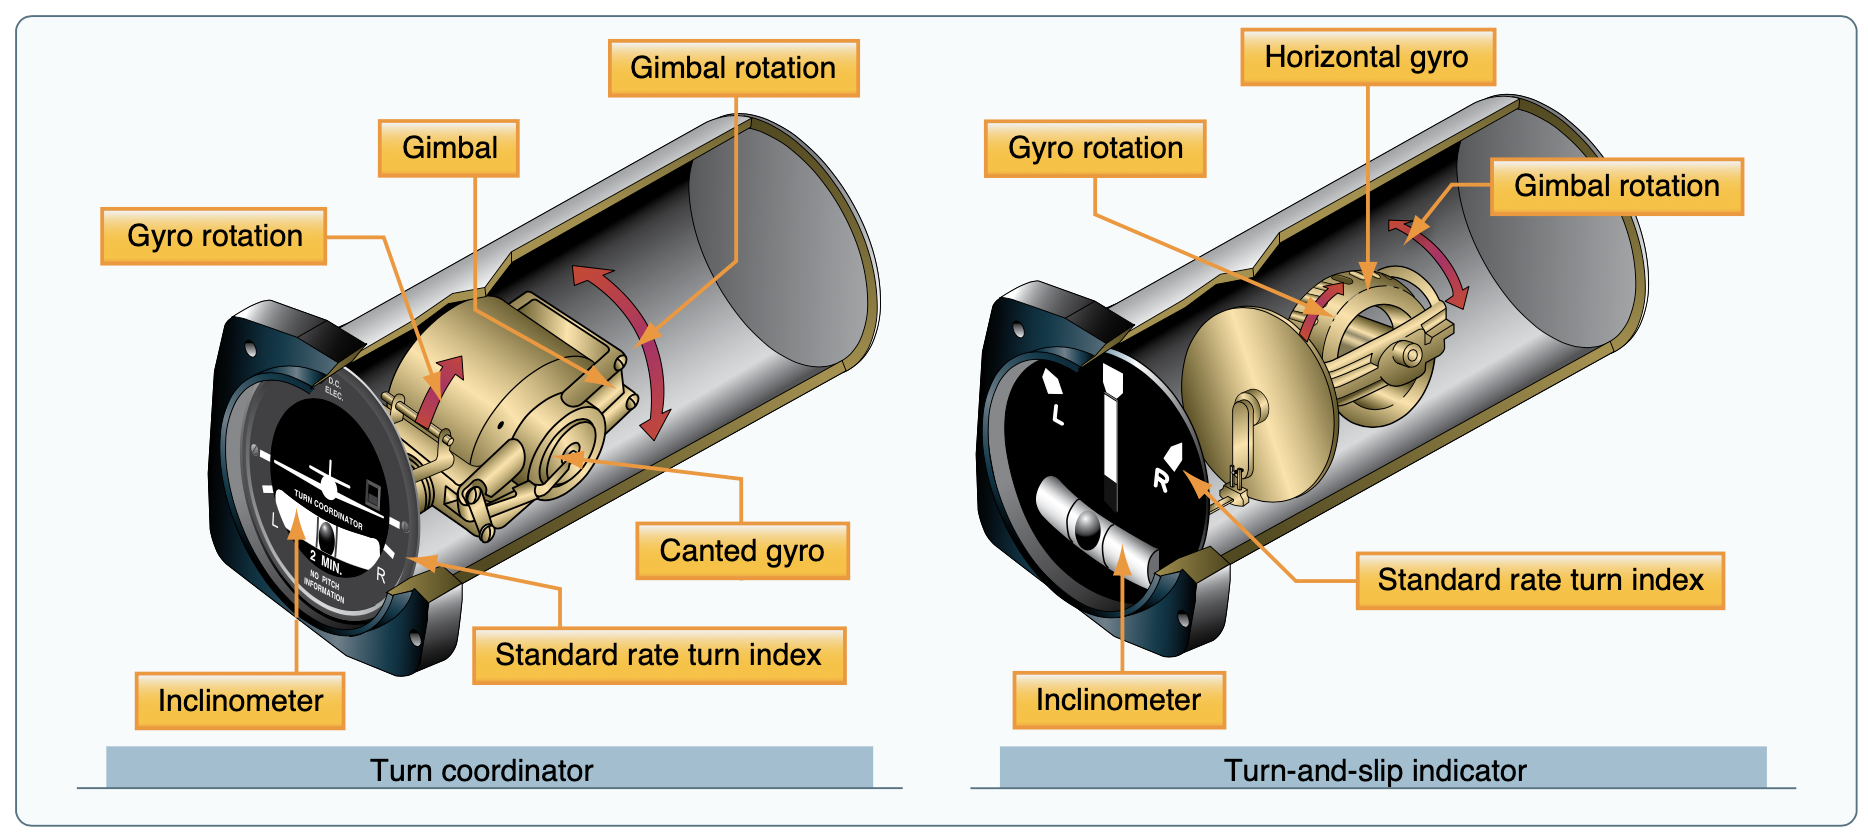 Gimbal rotation
Gimbal
Gyro rotation
D.C.
ELEC.
TURN COORDINATOR
L
2 MIN.
R
NO PITCH
INFORMATION
Canted gyro
Standard rate turn index
Inclinometer
Turn coordinator
Horizontal gyro
Gyro rotation
Gimbal rotation
L
R
Standard rate turn index
Inclinometer
Turn-and-slip indicator